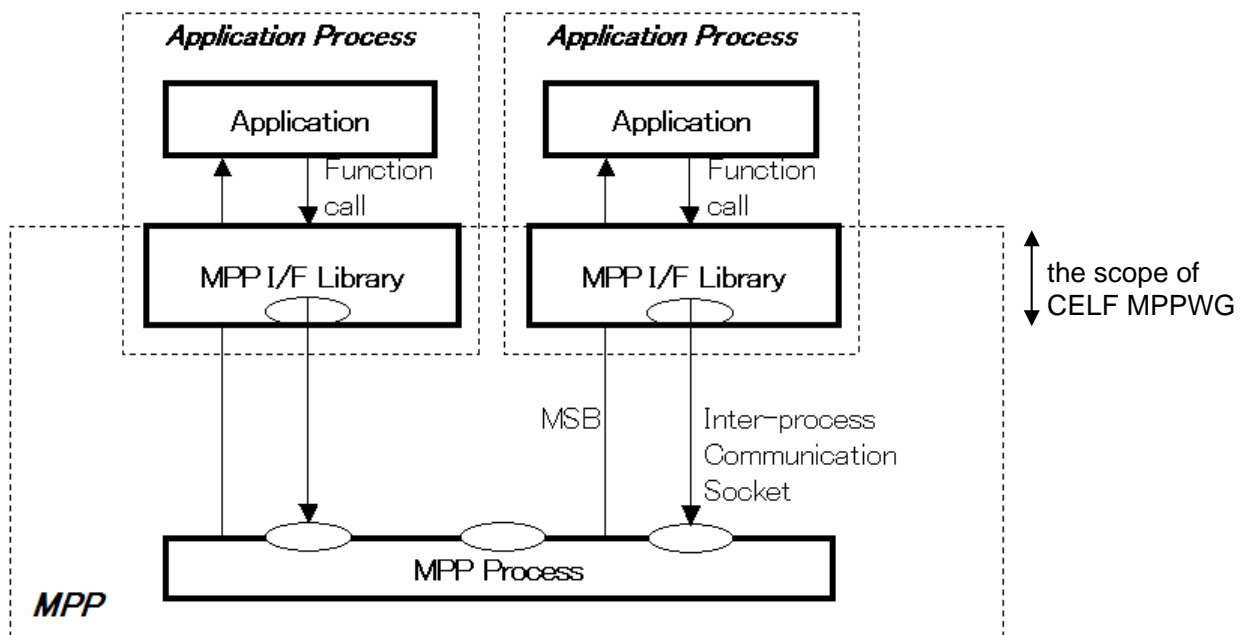 Application Process
Application Process
Application
Application
Function
call
Function
call
MPP I/F Library
MPP I/F Library
the scope of
CELF MPPWG
MSB
Inter-process
Communication
Socket
MPP Process
MPP